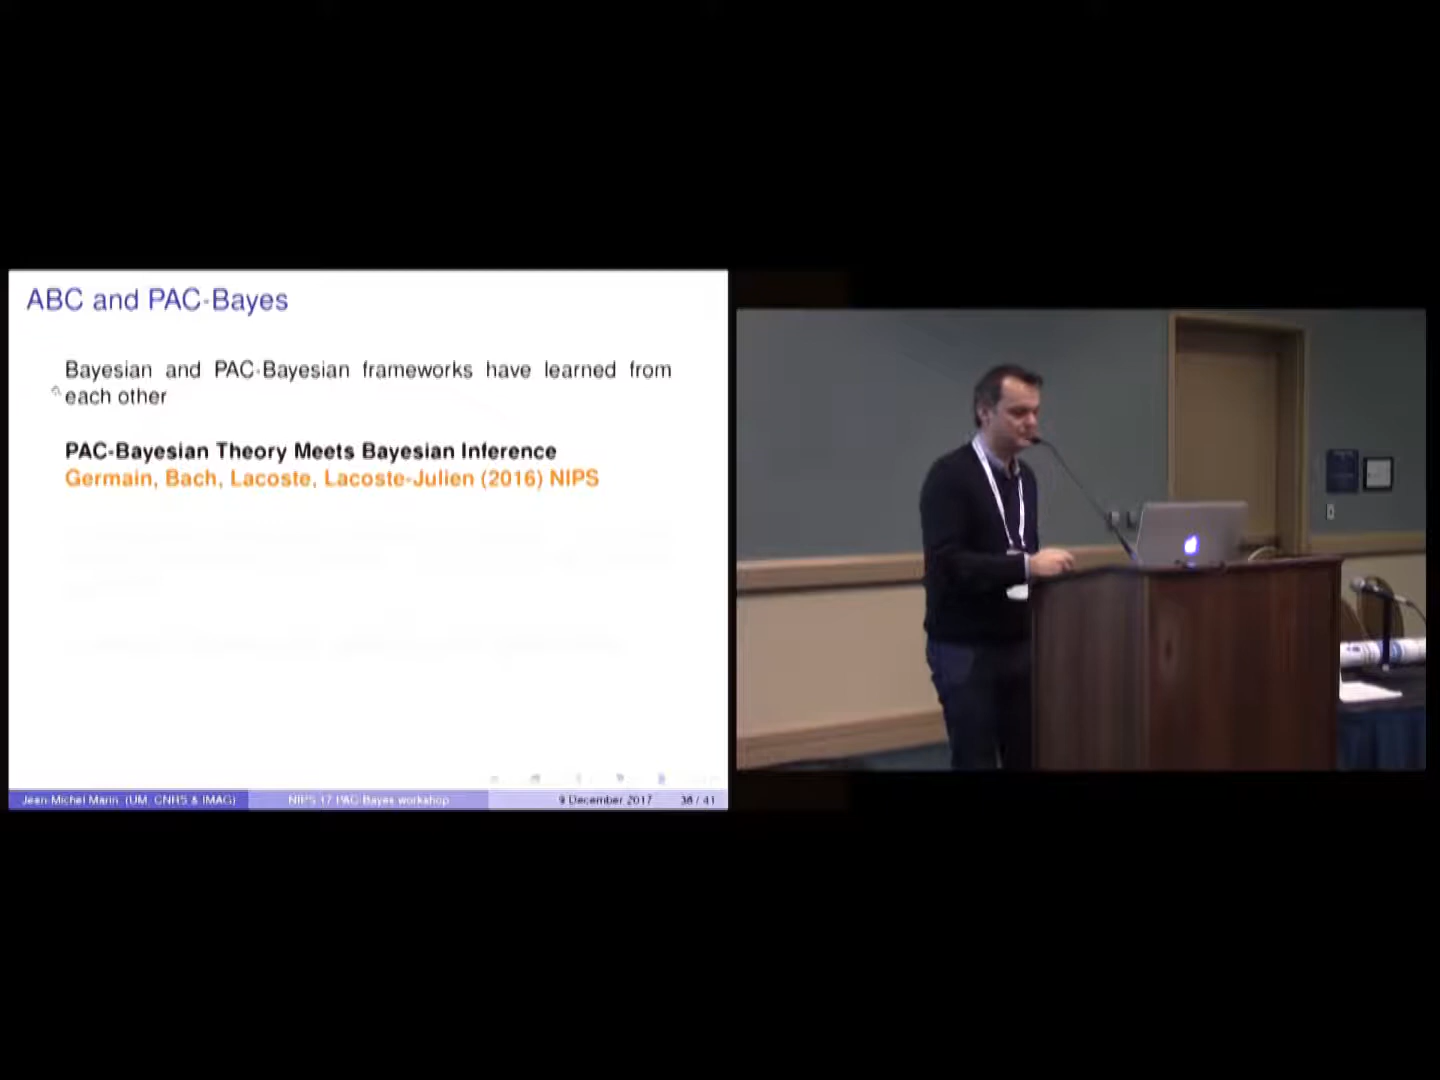 ABC and PAC-Bayes
Bayesian and PAC-Bayesian frameworks have learned from
each other
PAC-Bayesian Theory Meets Bayesian Inference
Germain, Bach, Lacoste, Lacoste-Julien (2016) NIPS
Jean-Michel Marin (UM, CNRS & IMAG) NIPS 17 PAC-Bayes workshop 9 December 2017 38 / 41